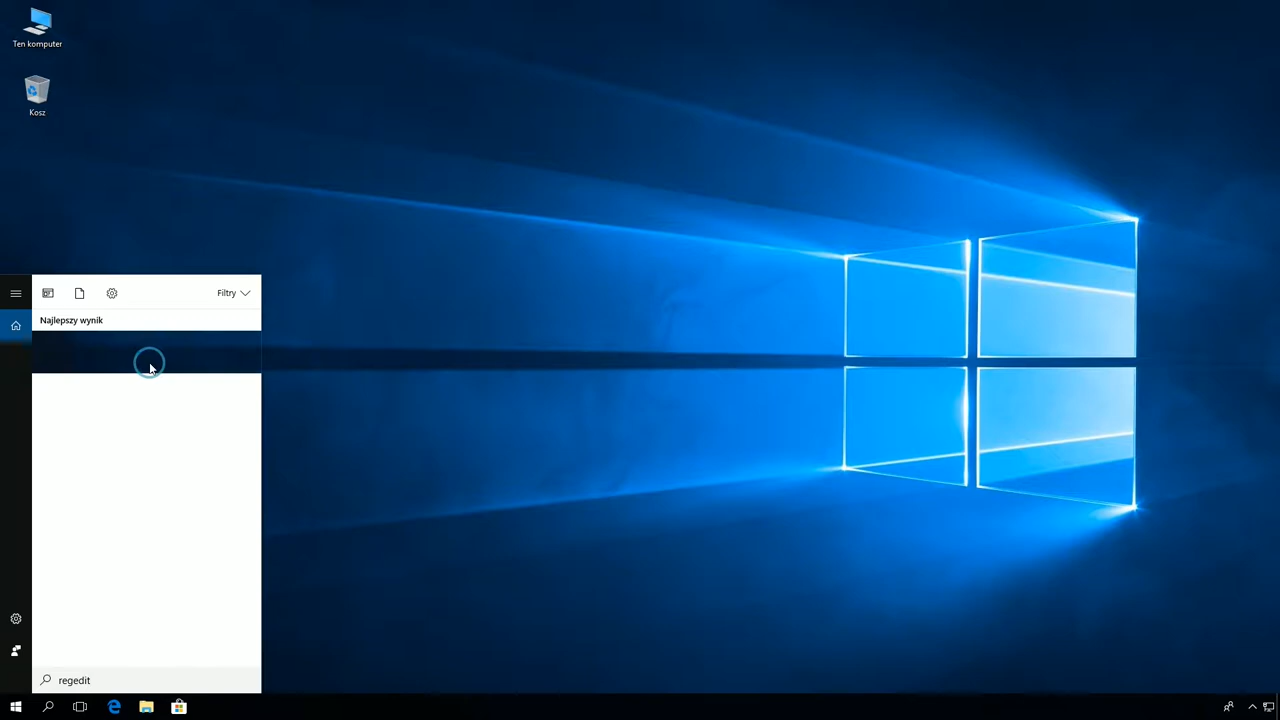 Ten komputer
Kosz
Filtry
Najlepszy wynik
regedit